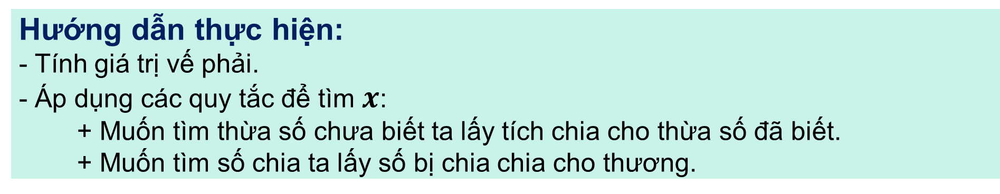 Hướng dẫn thực hiện:
- Tính giá trị vế phải.
- Áp dụng các quy tắc để tìm x:
+ Muốn tìm thừa số chưa biết ta lấy tích chia cho thừa số đã biết.
+ Muốn tìm số chia ta lấy số bị chia chia cho thương.